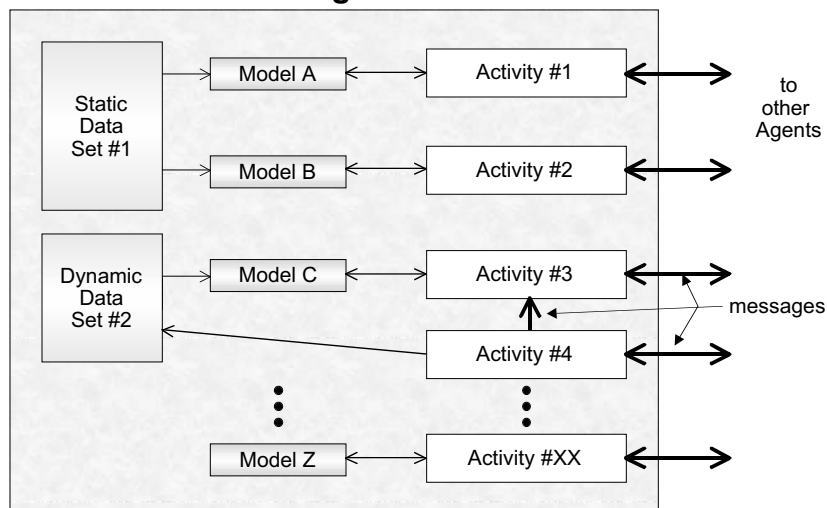 Static
Data
Set #1
Model A
Activity #1
to
other
Agents
Model B
Activity #2
Dynamic
Data
Set #2
Model C
Activity #3
messages
Activity #4
Model Z
Activity #XX